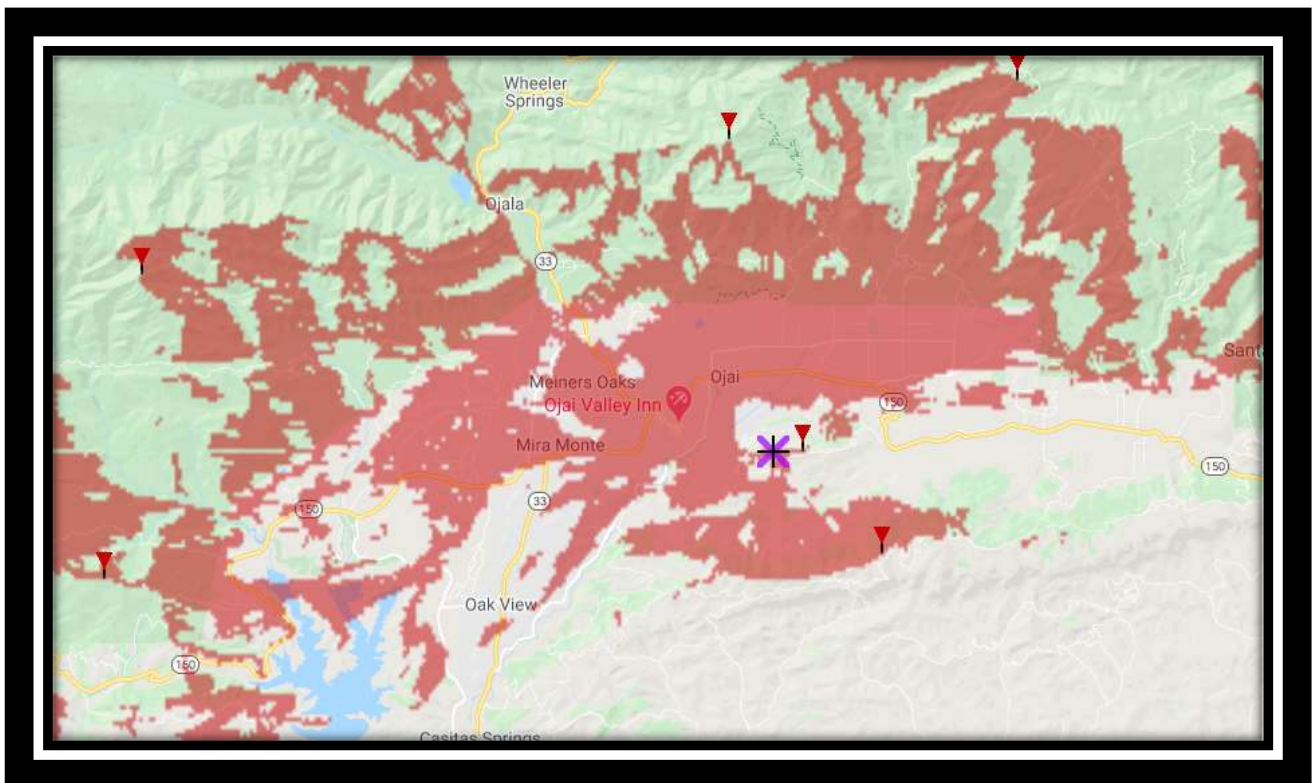 Wheeler
Springs
Ojala
33
Sant
Meiners Oaks
Ojai
Ojai Valley Inn
150
Mira Monte
150
33
150
Oak View
150
Casitas Springs